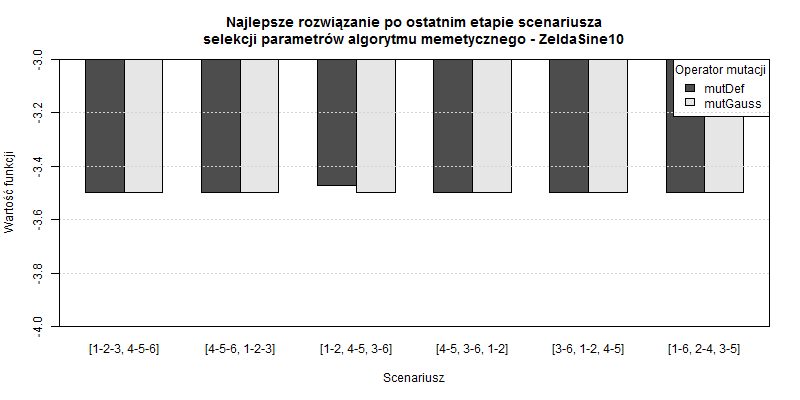 Najlepsze rozwiązanie po ostatnim etapie scenariusza
selekcji parametrów algorytmu memetycznego - ZeldaSine10
Operator mutacji
mutDef
mutGauss
Wartość funkcji
-3.0
-3.2
-3.4
-3.6
-3.8
-4.0
[1-2-3, 4-5-6] [4-5-6, 1-2-3] [1-2, 4-5, 3-6] [4-5, 3-6, 1-2] [3-6, 1-2, 4-5] [1-6, 2-4, 3-5]
Scenariusz